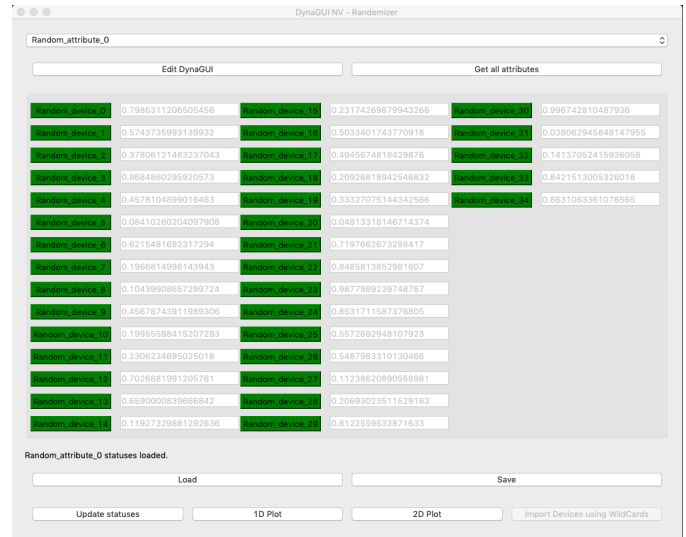 DynaGUI NV - Randomizer
Random_attribute_0
Edit DynaGUI Get all attributes
Random_device_0 0.7986311206505456 Random_device_15 0.23174269879943266 Random_device_30 0.996742810487936
Random_device_1 0.5743735993139932 Random_device_16 0.5033401743770918 Random_device_31 0.038062945848147955
Random_device_2 0.37806121483237043 Random_device_17 0.4945674818429876 Random_device_32 0.14137052415936058
Random_device_3 0.8684860295920573 Random_device_18 0.20926818942546832 Random_device_33 0.8421513005326016
Random_device_4 0.4578104899016463 Random_device_19 0.33327075144342566 Random_device_34 0.8631063361078565
Random_device_5 0.08410260204097908 Random_device_20 0.04813318146714374
Random_device_6 0.6215481692317294 Random_device_21 0.7197662673298417
Random_device_7 0.1966814998143943 Random_device_22 0.8485813852981607
Random_device_8 0.10439908657299724 Random_device_23 0.9877989239748767
Random_device_9 0.45678743911989306 Random_device_24 0.8531711587376805
Random_device_10 0.19955588415207293 Random_device_25 0.5572692948107923
Random_device_11 0.2306234695025018 Random_device_26 0.5487983310130466
Random_device_12 0.7026881991205761 Random_device_27 0.11238620890558981
Random_device_13 0.6590000839666842 Random_device_28 0.20693023511529163
Random_device_14 0.11927329881292636 Random_device_29 0.8122559532871633
Random_attribute_0 statuses loaded.
Load Save
Update statuses 1D Plot 2D Plot Import Devices using WildCards